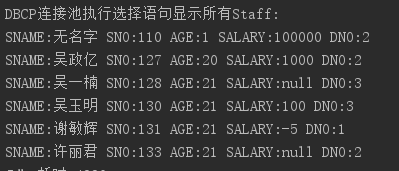 DBCP连接池执行选择语句显示所有Staff:
SNAME:无名字 SNO:110 AGE:1 SALARY:100000 DNO:2
SNAME:吴政亿 SNO:127 AGE:20 SALARY:1000 DNO:2
SNAME:吴一楠 SNO:128 AGE:21 SALARY:null DNO:3
SNAME:吴玉明 SNO:130 AGE:21 SALARY:100 DNO:3
SNAME:谢敏辉 SNO:131 AGE:21 SALARY:-5 DNO:1
SNAME:许丽君 SNO:133 AGE:21 SALARY:null DNO:2